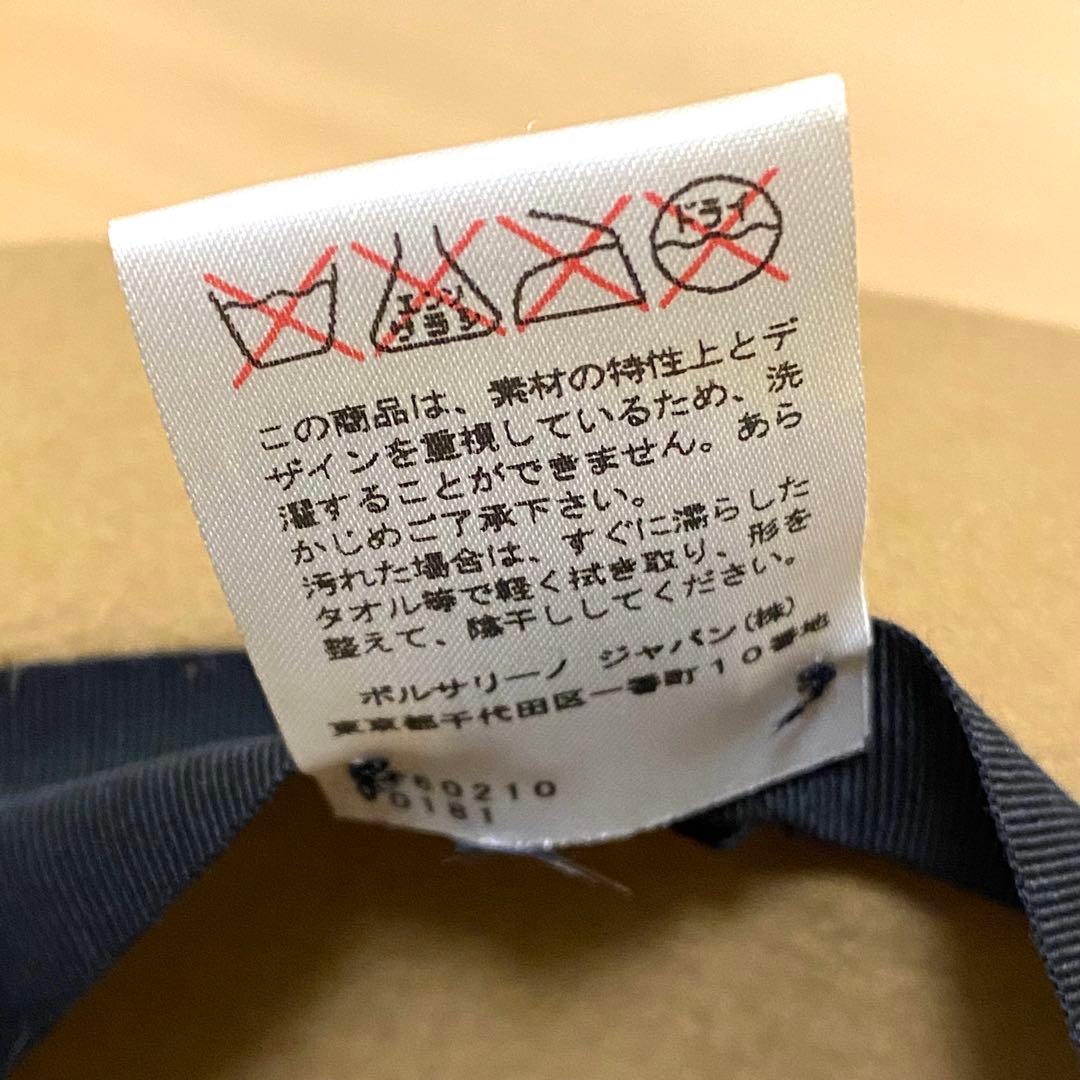 エンソ
サラシ
ドライ
この商品は、素材の特性上とデ
ザインを重視しているため、洗
濯することができません。あら
かじめご了承下さい。
汚れた場合は、すぐに濡らした
タオル等で軽く拭き取り、形を
整えて、陰干ししてください。
ボルサリーノ ジャパン(株)
東京都千代田区一番町10番地
60210
0181